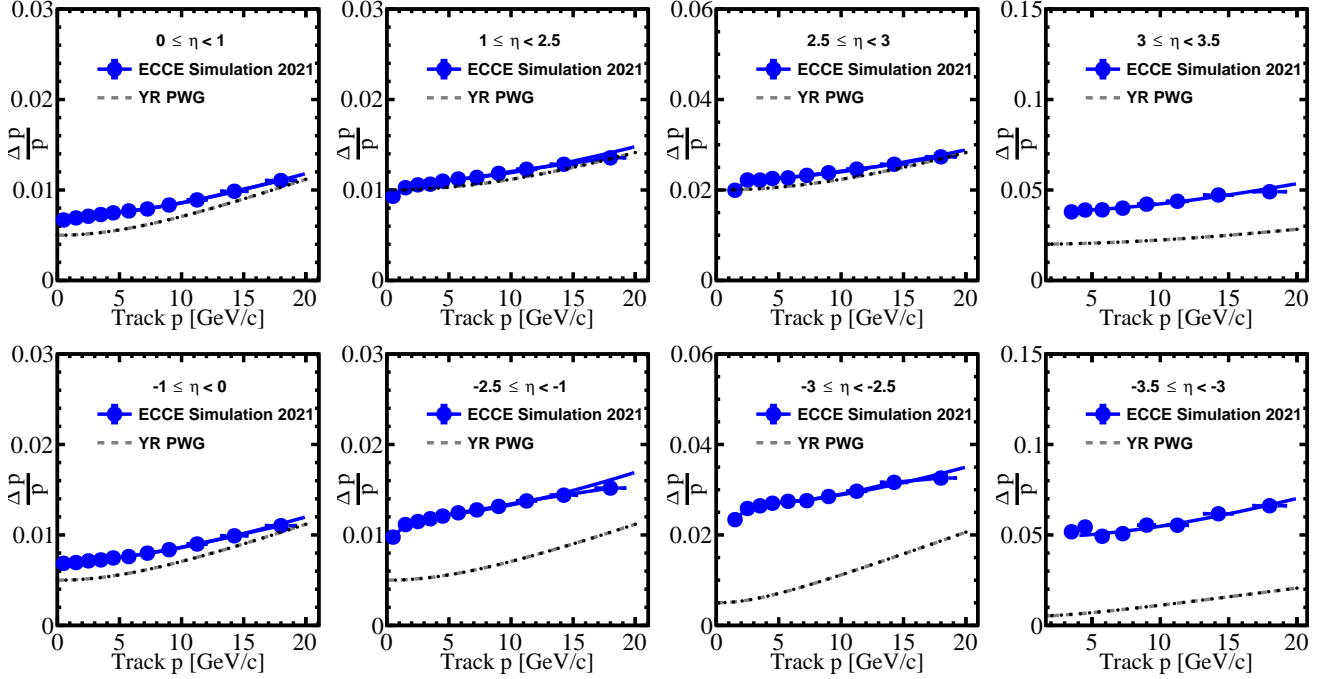 0.03
0.02
0.01
0
Δ p
p
0 ≤ η < 1
ECCE Simulation 2021
YR PWG
0 5 10 15 20
Track p [GeV/c]
0.03
0.02
0.01
0
Δ p
p
1 ≤ η < 2.5
ECCE Simulation 2021
YR PWG
0 5 10 15 20
Track p [GeV/c]
0.06
0.04
0.02
0
Δ p
p
2.5 ≤ η < 3
ECCE Simulation 2021
YR PWG
0 5 10 15 20
Track p [GeV/c]
0.15
0.1
0.05
0
Δ p
p
3 ≤ η < 3.5
ECCE Simulation 2021
YR PWG
5 10 15 20
Track p [GeV/c]
0.03
0.02
0.01
0
Δ p
p
-1 ≤ η < 0
ECCE Simulation 2021
YR PWG
0 5 10 15 20
Track p [GeV/c]
0.03
0.02
0.01
0
Δ p
p
-2.5 ≤ η < -1
ECCE Simulation 2021
YR PWG
0 5 10 15 20
Track p [GeV/c]
0.06
0.04
0.02
0
Δ p
p
-3 ≤ η < -2.5
ECCE Simulation 2021
YR PWG
0 5 10 15 20
Track p [GeV/c]
0.15
0.1
0.05
0
Δ p
p
-3.5 ≤ η < -3
ECCE Simulation 2021
YR PWG
5 10 15 20
Track p [GeV/c]